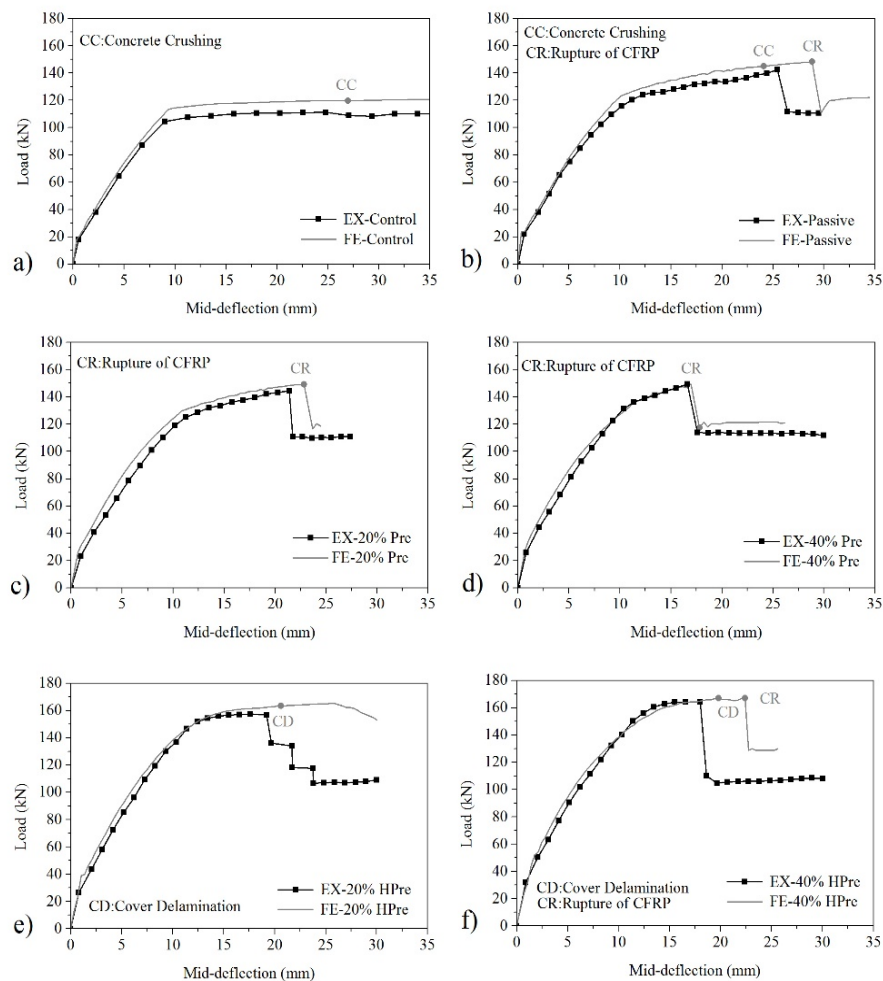 CC:Concrete Crushing
CC
Load (kN)
180
160
140
120
100
80
60
40
20
0
EX-Control
FE-Control
0 5 10 15 20 25 30 35
Mid-deflection (mm)
a)
CC:Concrete Crushing
CR:Rupture of CFRP
CC
CR
Load (kN)
180
160
140
120
100
80
60
40
20
0
EX-Passive
FE-Passive
0 5 10 15 20 25 30 35
Mid-deflection (mm)
b)
CR:Rupture of CFRP
CR
Load (kN)
180
160
140
120
100
80
60
40
20
0
EX-20% Pre
FE-20% Pre
0 5 10 15 20 25 30 35
Mid-deflection (mm)
c)
CR:Rupture of CFRP
CR
Load (kN)
180
160
140
120
100
80
60
40
20
0
EX-40% Pre
FE-40% Pre
0 5 10 15 20 25 30 35
Mid-deflection (mm)
d)
CD
Load (kN)
180
160
140
120
100
80
60
40
20
0
EX-20% HPre
FE-20% HPre
CD:Cover Delamination
0 5 10 15 20 25 30 35
Mid-deflection (mm)
e)
CR
CD
Load (kN)
180
160
140
120
100
80
60
40
20
0
EX-40% HPre
FE-40% HPre
CD:Cover Delamination
CR:Rupture of CFRP
0 5 10 15 20 25 30 35
Mid-deflection (mm)
f)